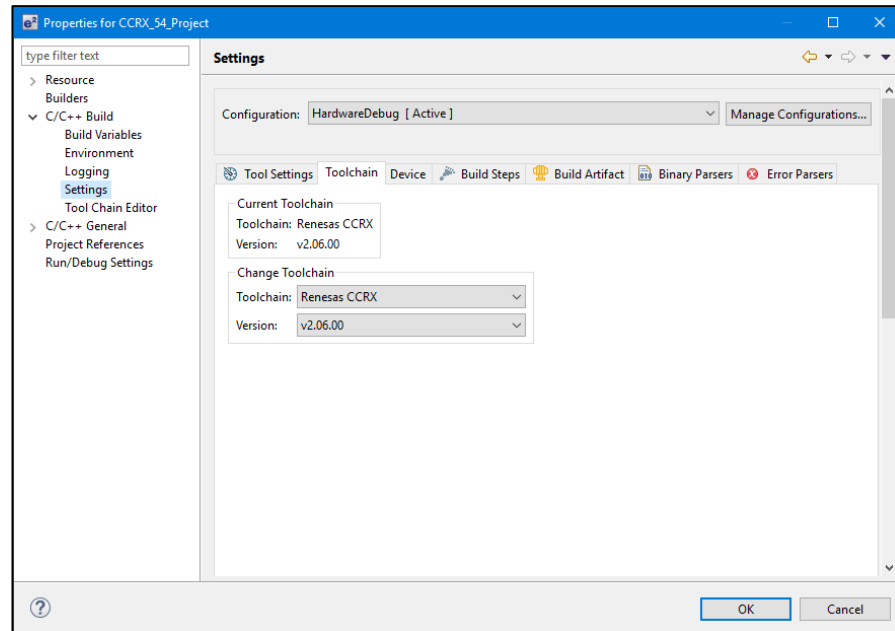 e² Properties for CCRX_54_Project
type filter text
Resource
Builders
C/C++ Build
Build Variables
Environment
Logging
Settings
Tool Chain Editor
C/C++ General
Project References
Run/Debug Settings
Settings
Configuration: HardwareDebug [ Active ] Manage Configurations...
Tool Settings Toolchain Device Build Steps Build Artifact Binary Parsers Error Parsers
Current Toolchain
Toolchain: Renesas CCRX
Version: v2.06.00
Change Toolchain
Toolchain: Renesas CCRX
Version: v2.06.00
? OK Cancel